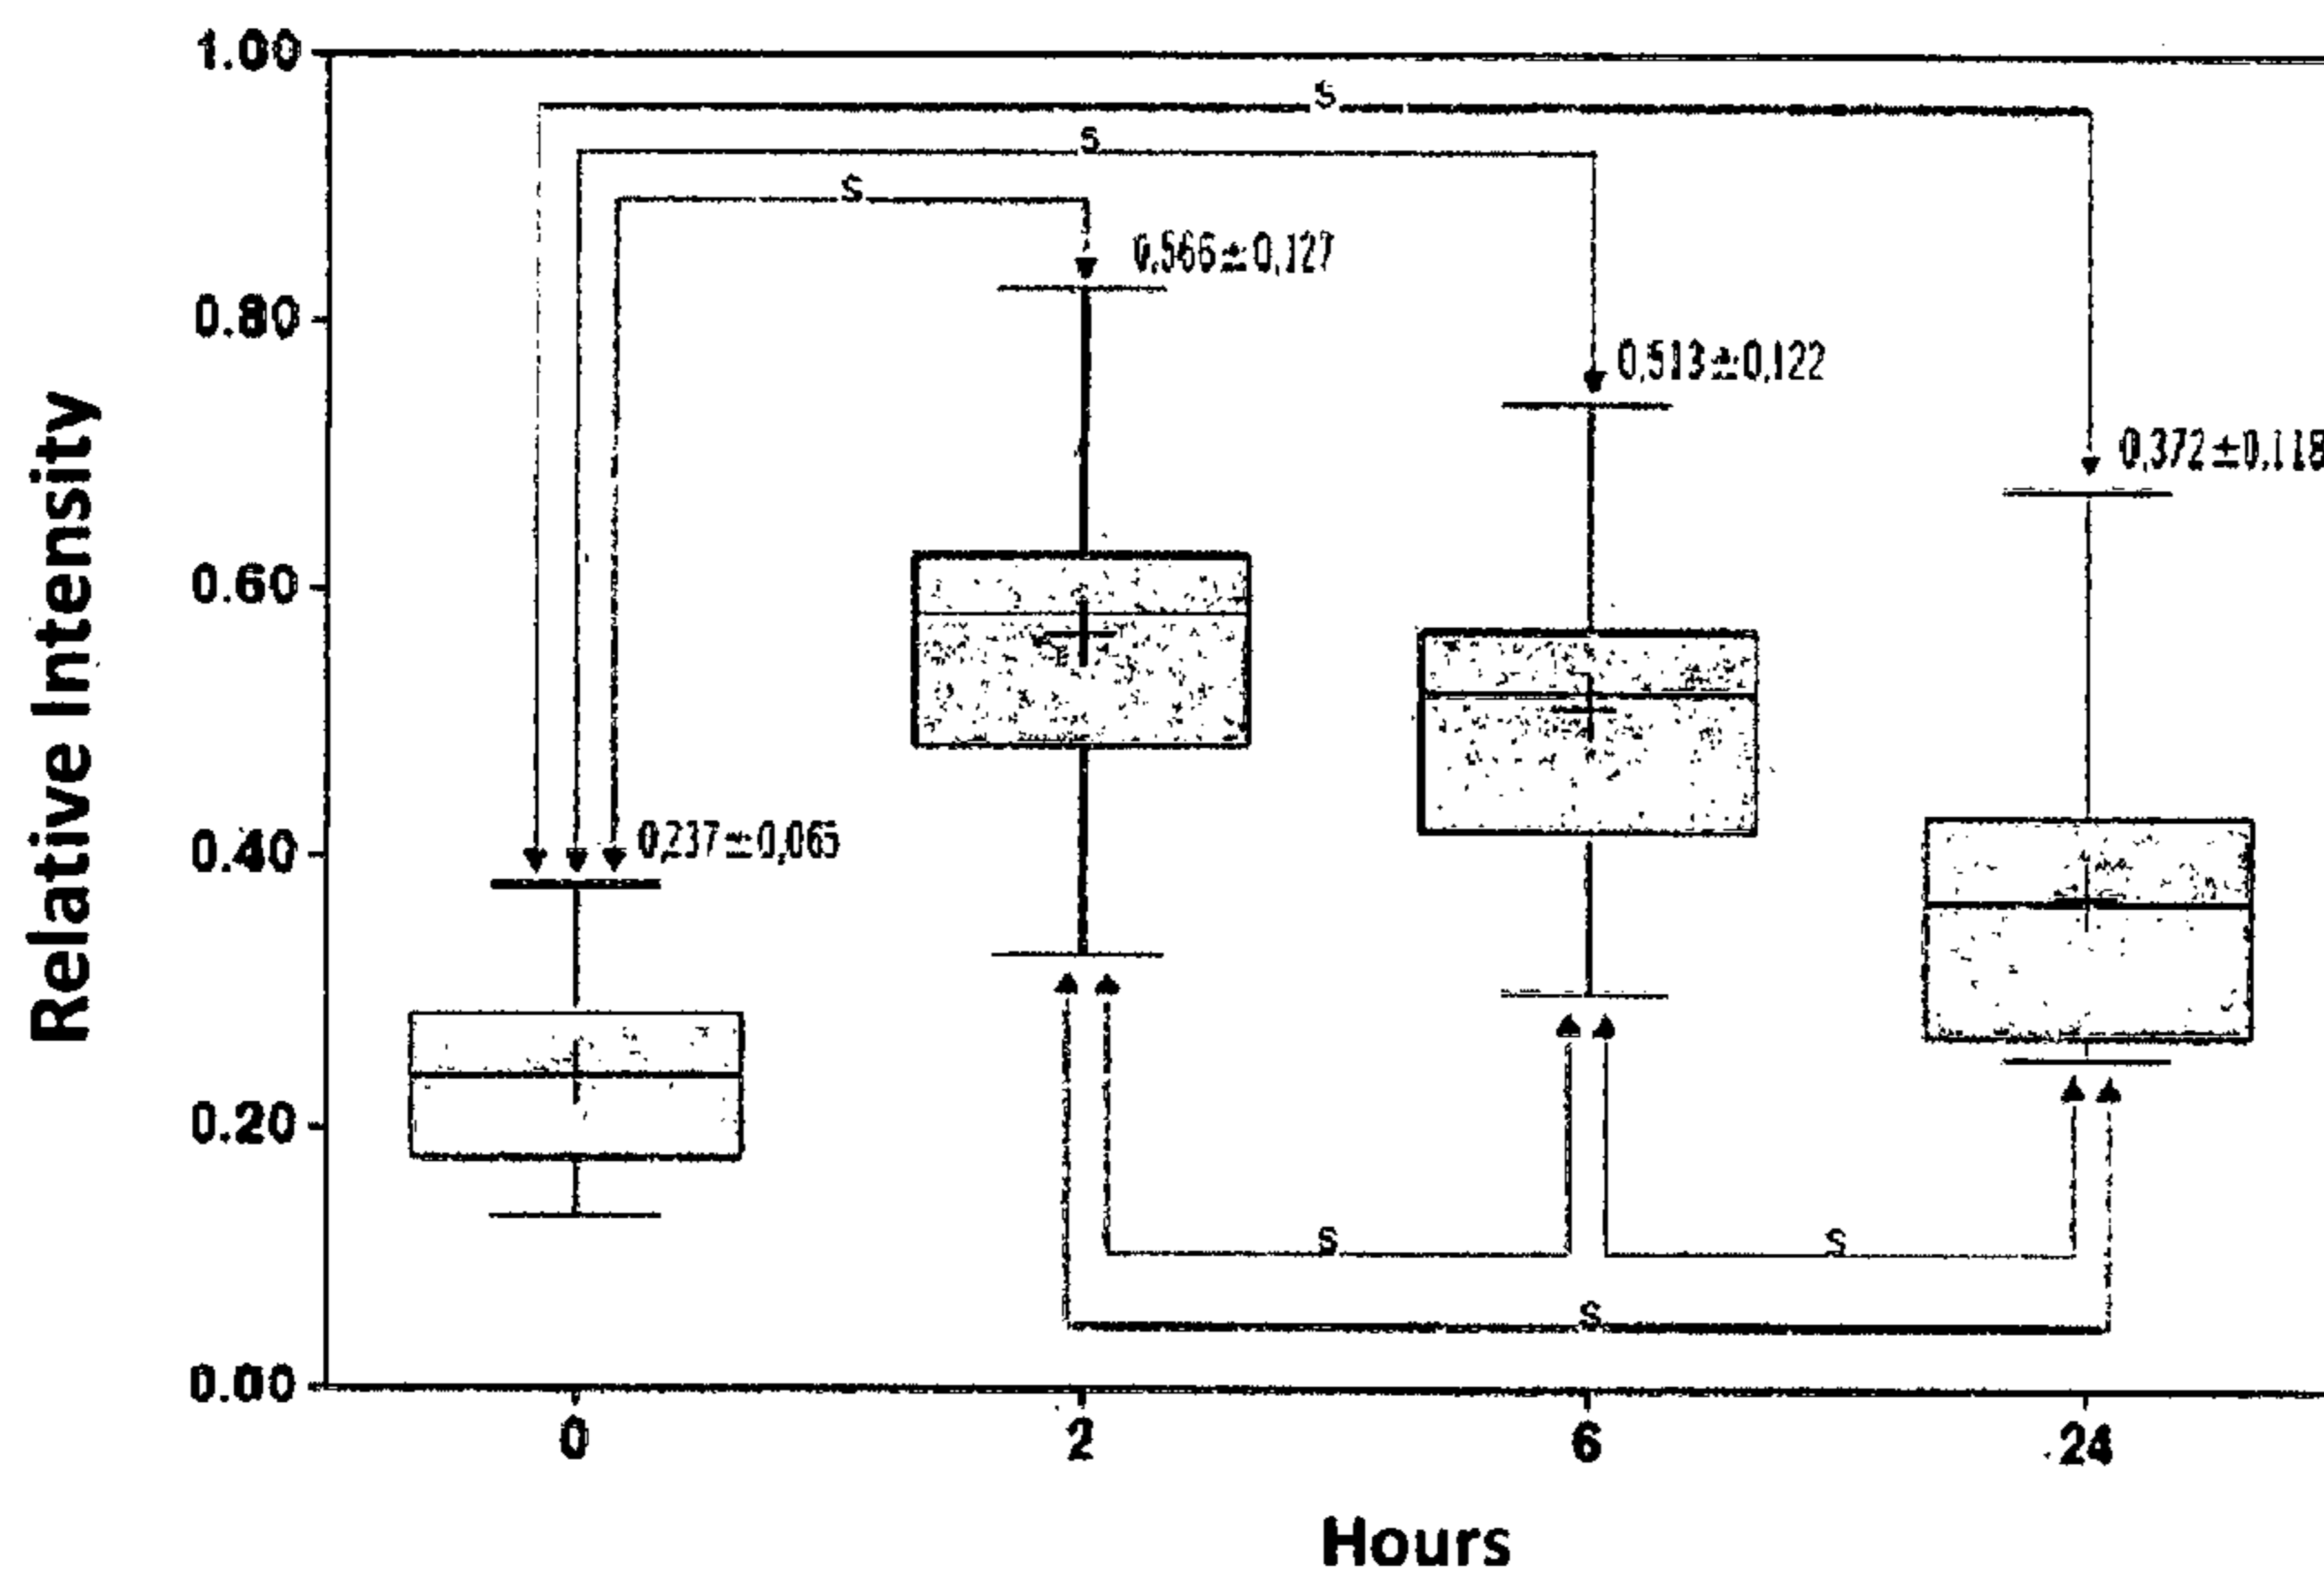 1.00
S
S
S
0,566±0,127
0.80
0,513±0,122
0,372±0,118
0.60
Relative Intensity
0.40
0,237±0,065
0.20
S
S
S
0.00
0
2
6
24
Hours